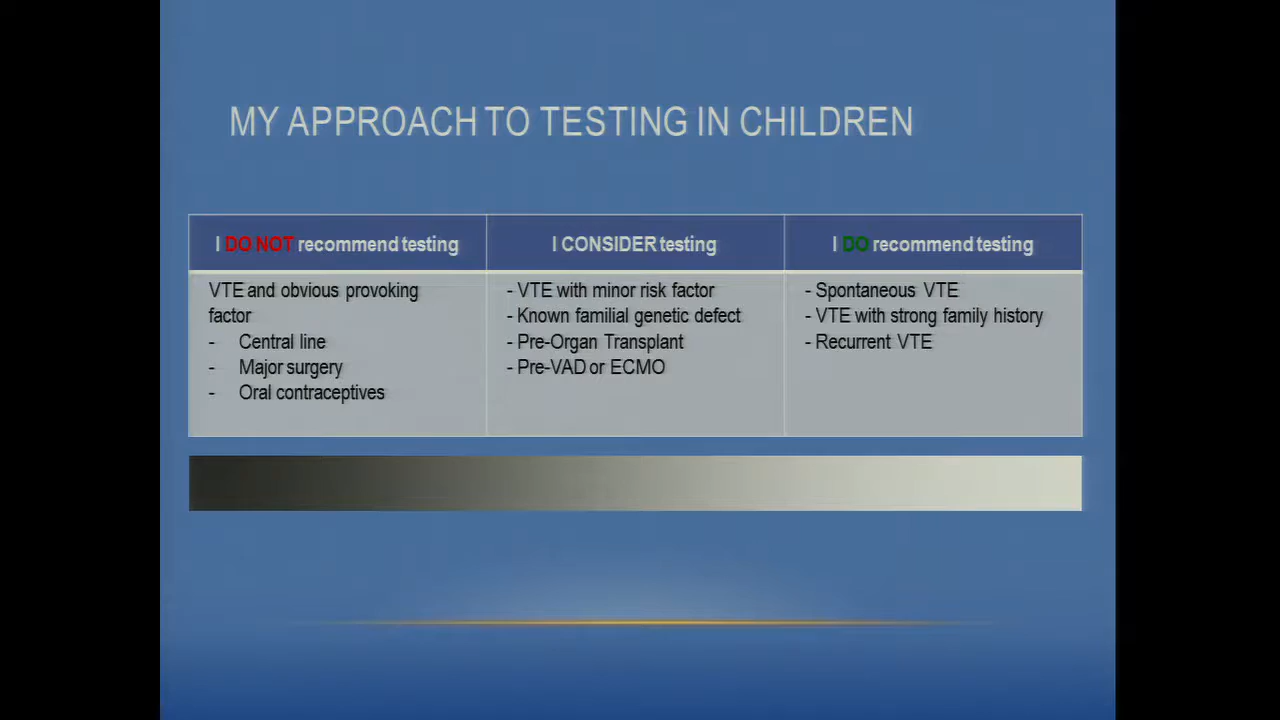 MY APPROACH TO TESTING IN CHILDREN
I DO NOT recommend testing
I CONSIDER testing
I DO recommend testing
VTE and obvious provoking
factor
- Central line
- Major surgery
- Oral contraceptives
- VTE with minor risk factor
- Known familial genetic defect
- Pre-Organ Transplant
- Pre-VAD or ECMO
- Spontaneous VTE
- VTE with strong family history
- Recurrent VTE